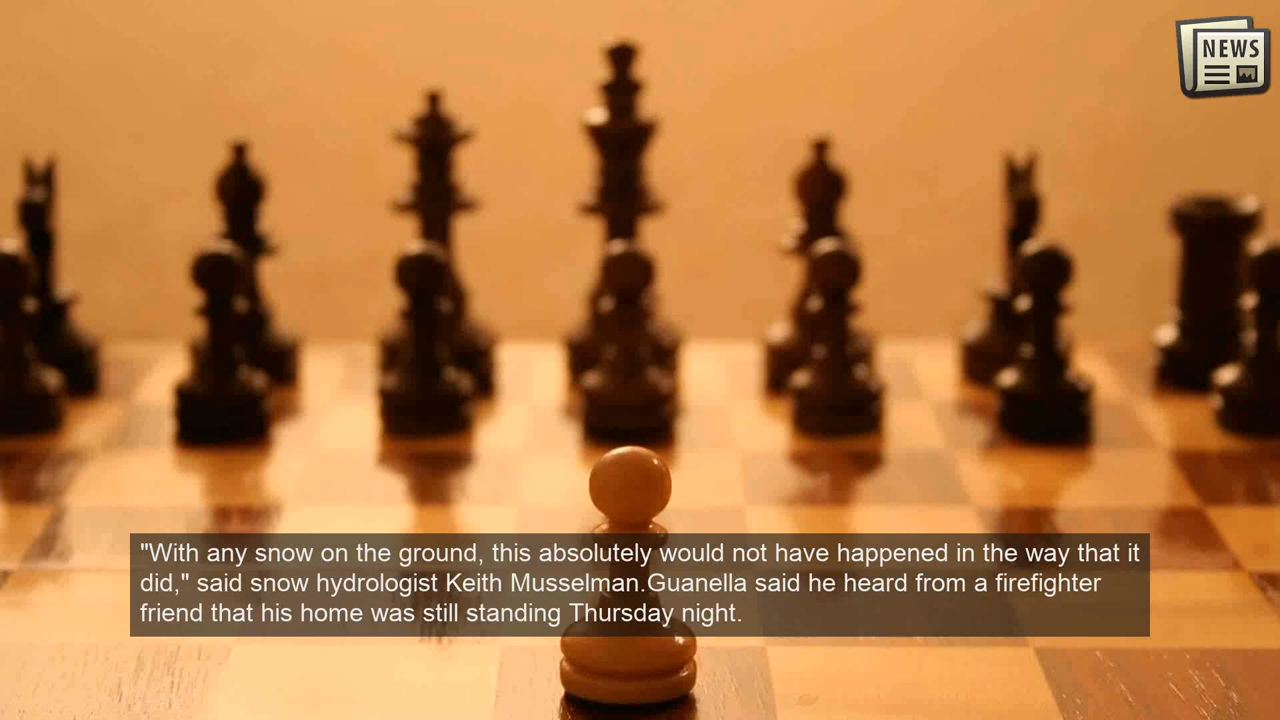 NEWS
"With any snow on the ground, this absolutely would not have happened in the way that it
did," said snow hydrologist Keith Musselman.Guanella said he heard from a firefighter
friend that his home was still standing Thursday night.